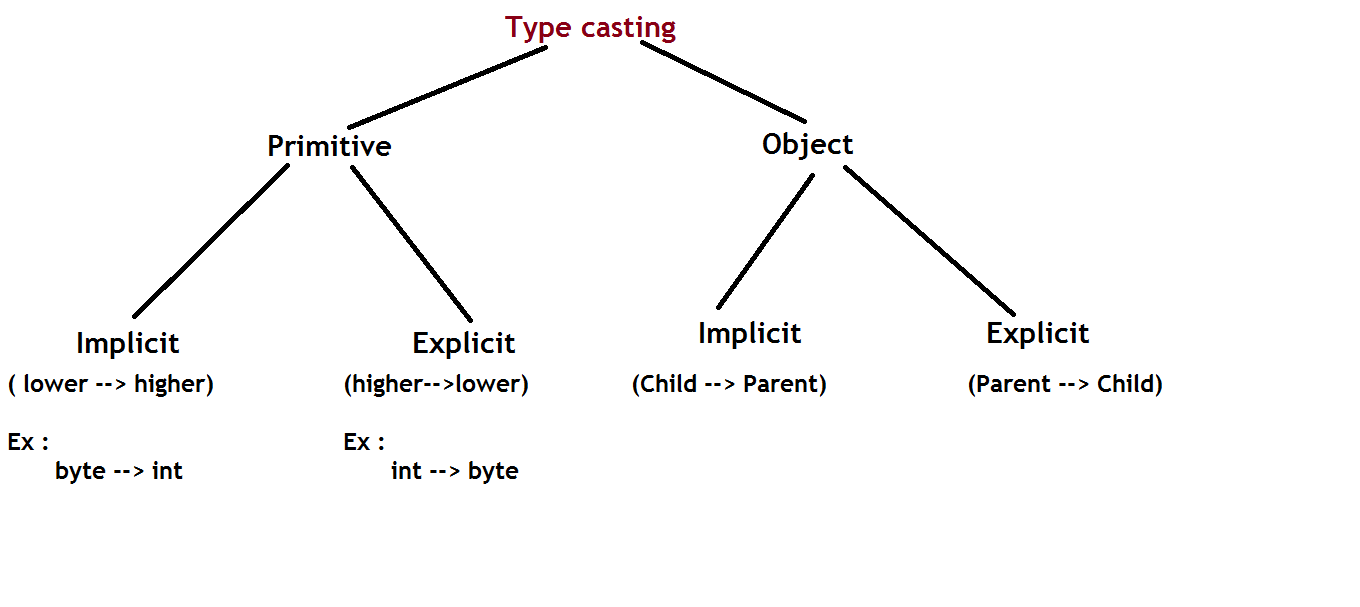 Type casting
Primitive
Object
Implicit
Explicit
Implicit
Explicit
( lower --> higher)
(higher-->lower)
(Child --> Parent)
(Parent --> Child)
Ex :
Ex :
byte --> int
int --> byte